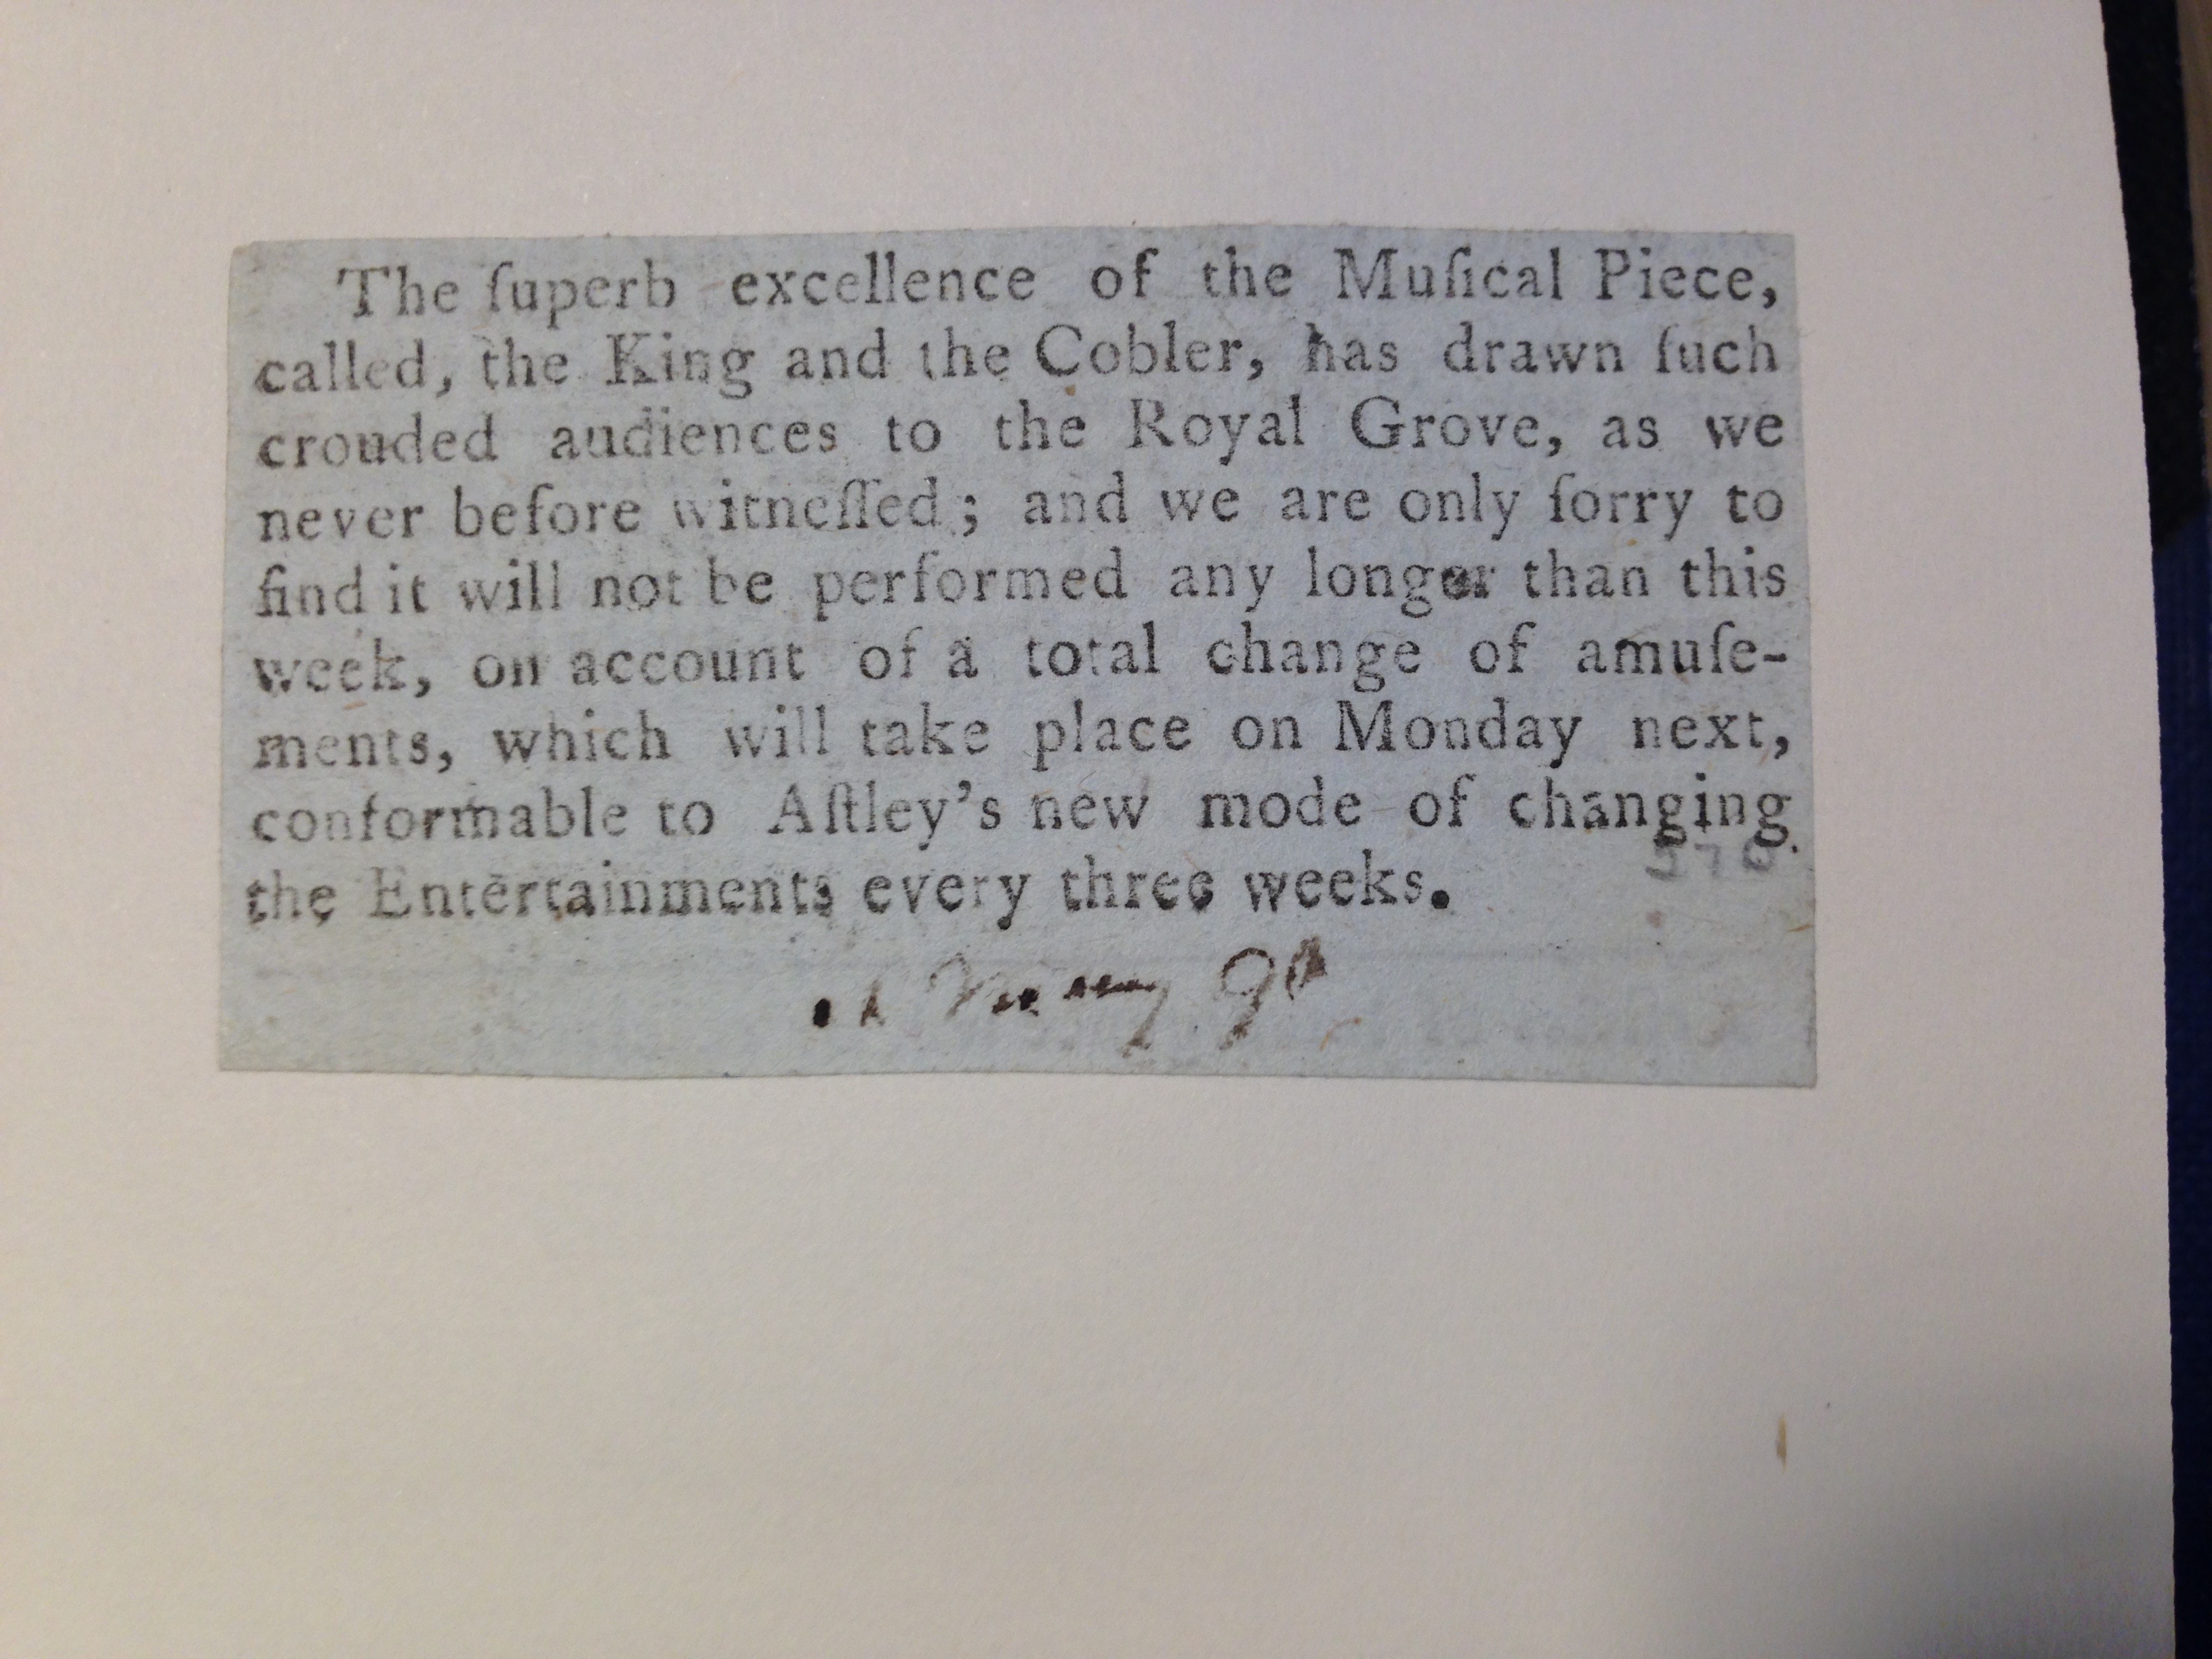 The ſuperb excellence of the Muſical Piece,
called, the King and the Cobler, has drawn ſuch
crouded audiences to the Royal Grove, as we
never before witneſſed; and we are only ſorry to
find it will not be performed any longer than this
week, on account of a total change of amuſe-
ments, which will take place on Monday next,
conformable to Aſtley's new mode of changing
the Entertainments every three weeks.